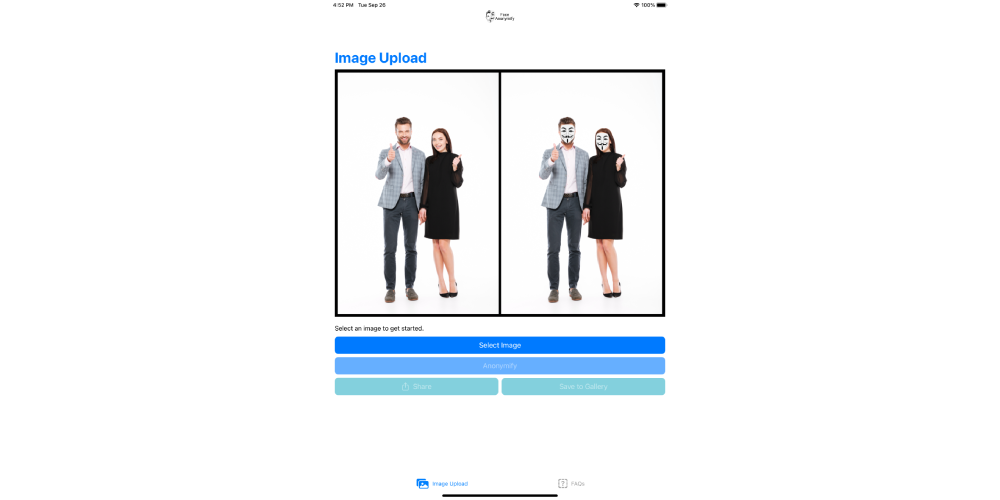 4:52 PM Tue Sep 26
100%
Face
Anonymify
Image Upload
Select an image to get started.
Select Image
Anonymify
Share
Save to Gallery
Image Upload
FAQs